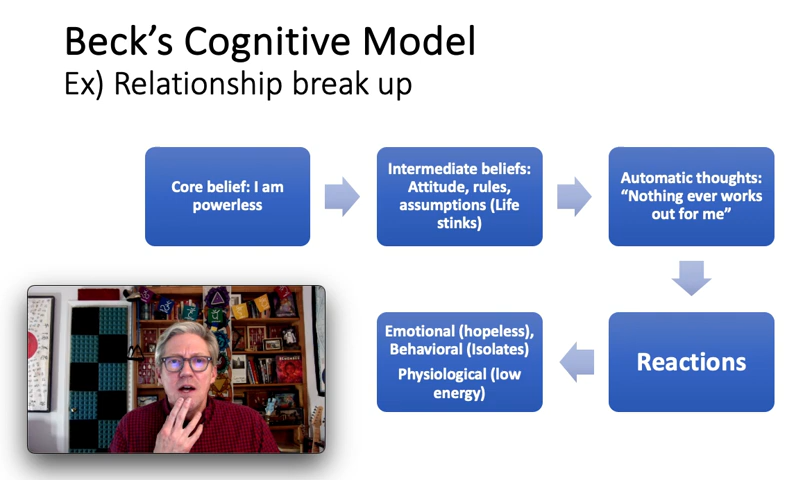 Beck's Cognitive Model
Ex) Relationship break up
Core belief: I am
powerless
Intermediate beliefs:
Attitude, rules,
assumptions (Life
stinks)
Automatic thoughts:
“Nothing ever works
out for me”
Reactions
Emotional (hopeless),
Behavioral (Isolates)
Physiological (low
energy)